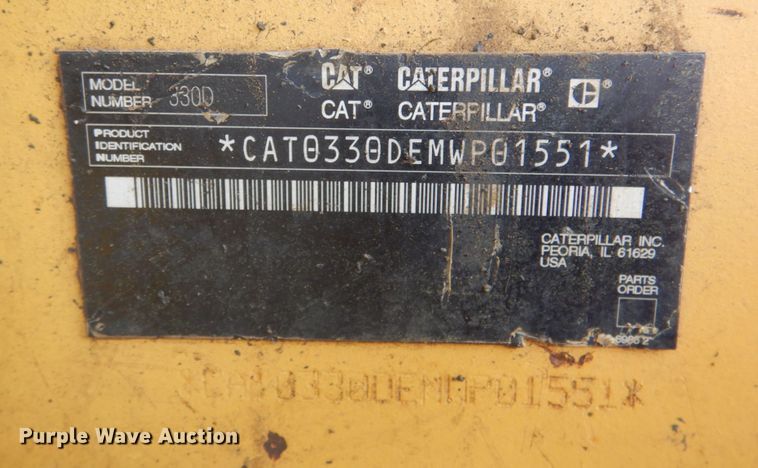 MODEL NUMBER 330D
CAT® CATERPILLAR®
CAT® CATERPILLAR®
PRODUCT IDENTIFICATION NUMBER
*CAT0330DEMWP01551*
CATERPILLAR INC.
PEORIA, IL 61629
USA
PARTS ORDER
*CAT0330DEMWP01551*
Purple Wave Auction